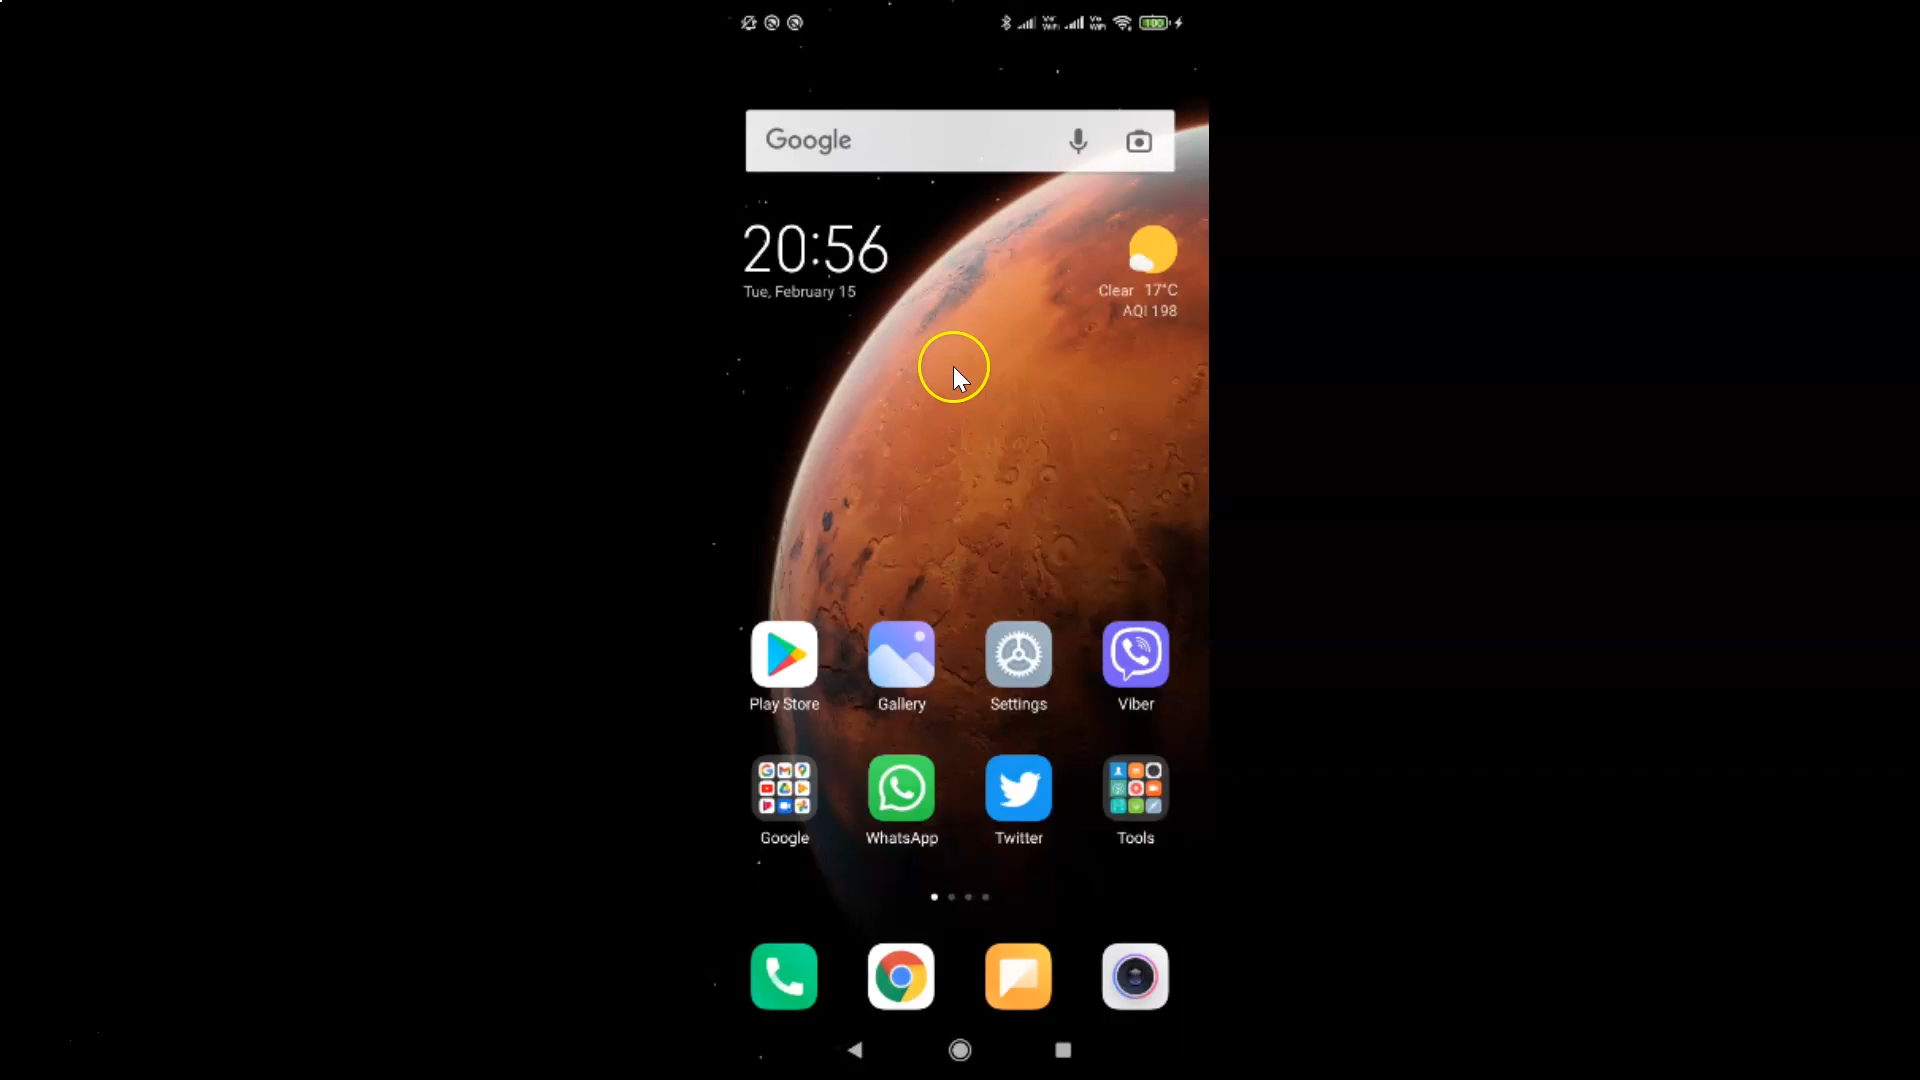 100
Google
20:56
Tue, February 15
Clear 17°C
AQI 198
Play Store
Gallery
Settings
Viber
Google
WhatsApp
Twitter
Tools